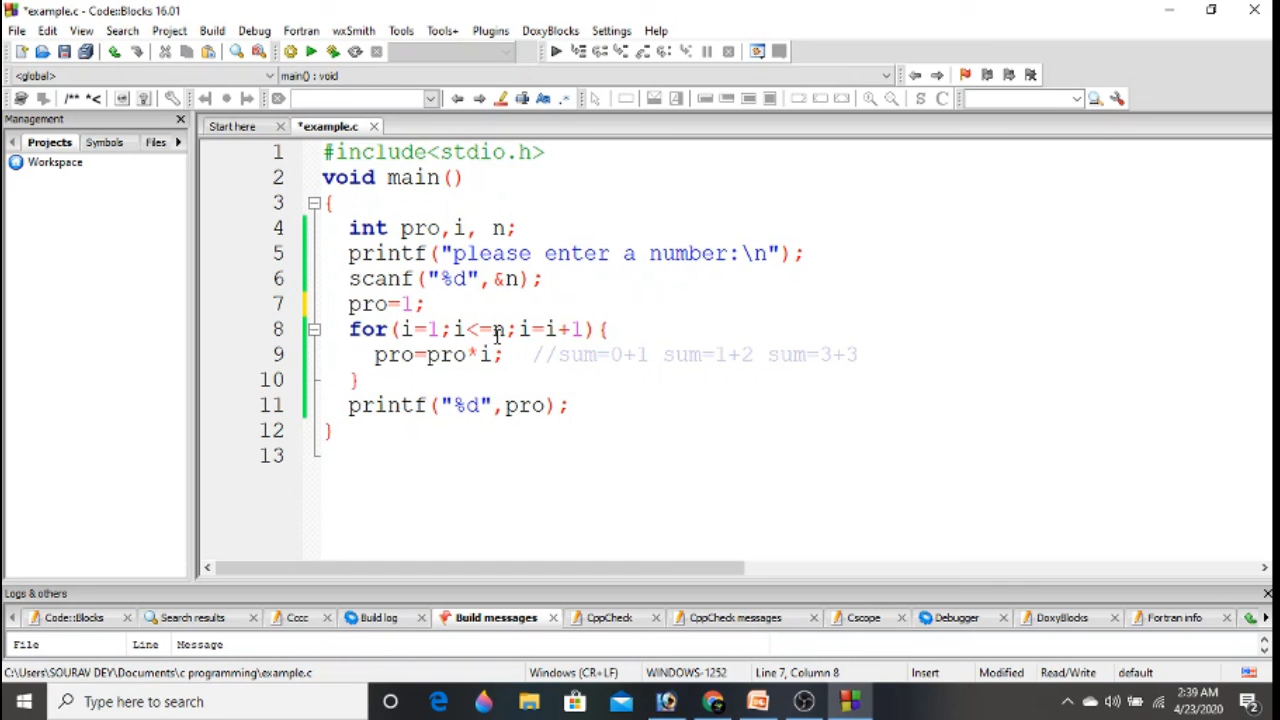 *example.c - Code::Blocks 16.01
File Edit View Search Project Build Debug Fortran wxSmith Tools Tools+ Plugins DoxyBlocks Settings Help
<global> main() : void
/** *<
S C
Management
Projects Symbols Files
Workspace
Start here *example.c
1 #include<stdio.h>
2 void main()
3 {
4 int pro,i, n;
5 printf("please enter a number:\n");
6 scanf("%d",&n);
7 pro=1;
8 for(i=1;i<=n;i=i+1){
9 pro=pro*i; //sum=0+1 sum=1+2 sum=3+3
10 }
11 printf("%d",pro);
12 }
13
Logs & others
Code::Blocks Search results Cccc Build log Build messages CppCheck CppCheck messages Cscope Debugger DoxyBlocks Fortran info
File Line Message
C:\Users\SOURAV DEY\Documents\c programming\example.c Windows (CR+LF) WINDOWS-1252 Line 7, Column 8 Insert Modified Read/Write default
Type here to search
2:39 AM
4/23/2020
2